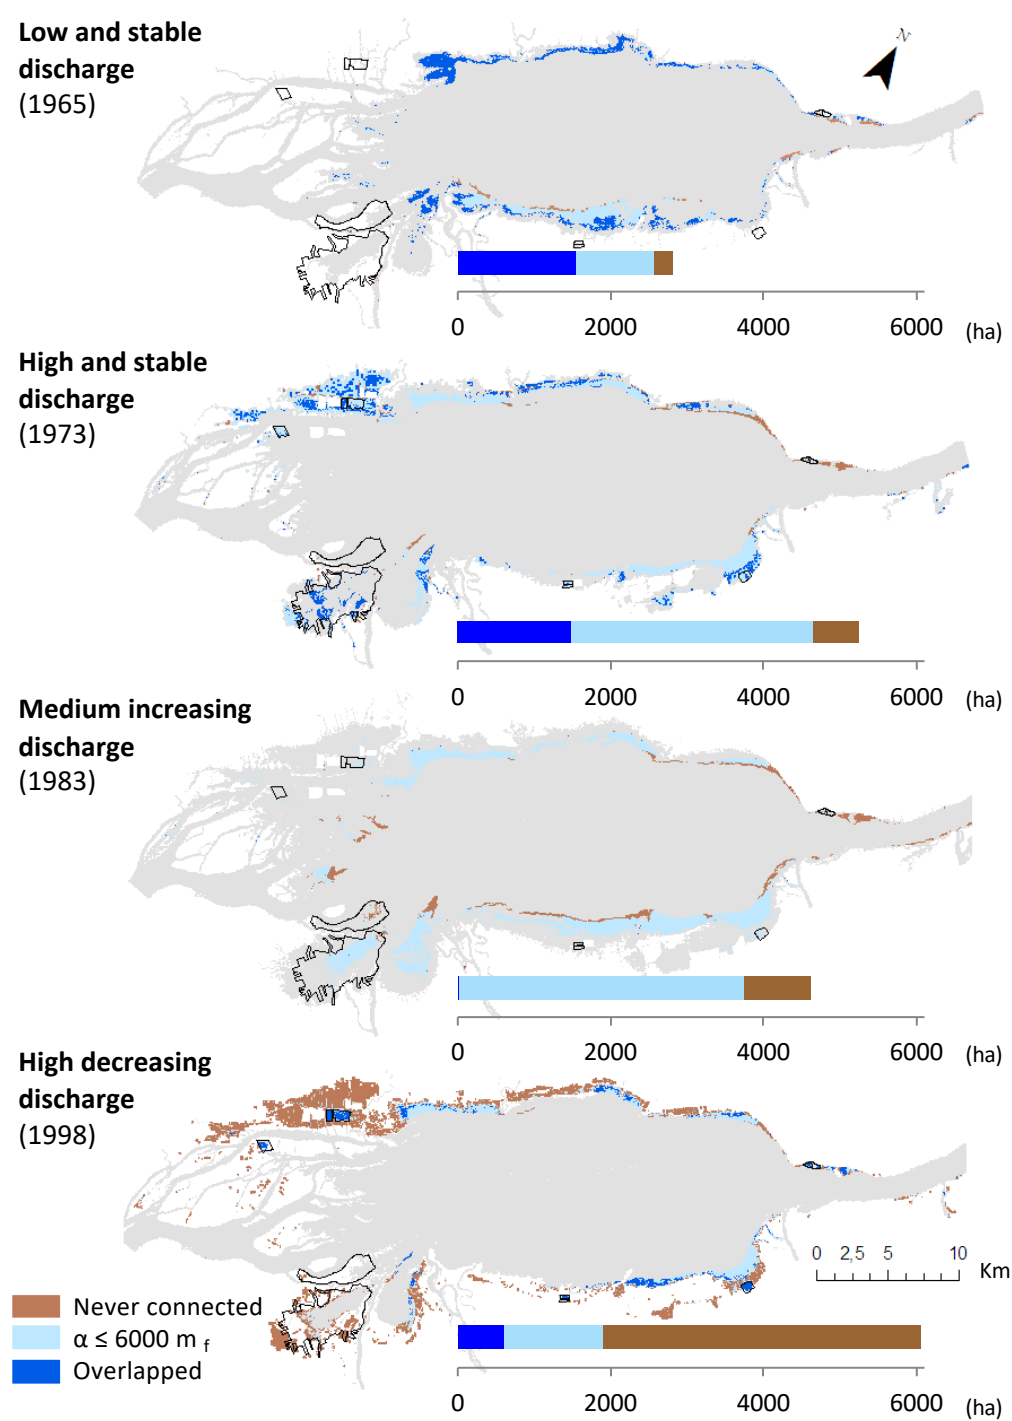 Low and stable
discharge
(1965)
N
0 2000 4000 6000 (ha)
High and stable
discharge
(1973)
0 2000 4000 6000 (ha)
Medium increasing
discharge
(1983)
0 2000 4000 6000 (ha)
High decreasing
discharge
(1998)
0 2,5 5 10
Km
Never connected
α ≤ 6000 m f
Overlapped
0 2000 4000 6000 (ha)